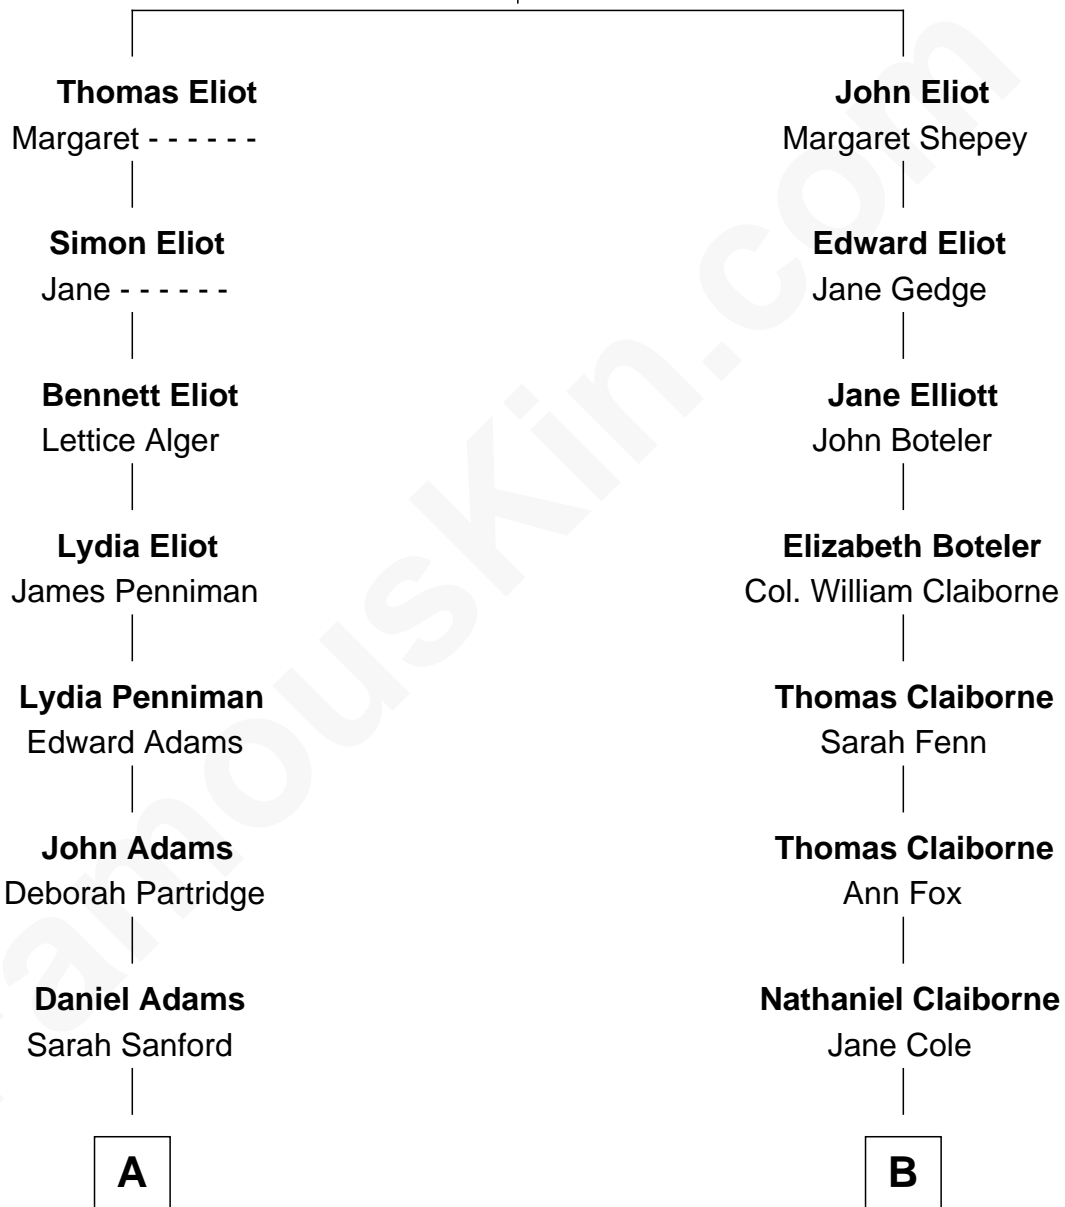 Thomas Eliot
Margaret - - - - - -
Simon Eliot
Jane - - - - - -
Bennett Eliot
Lettice Alger
Lydia Eliot
James Penniman
Lydia Penniman
Edward Adams
John Adams
Deborah Partridge
Daniel Adams
Sarah Sanford
A
John Eliot
Margaret Shepey
Edward Eliot
Jane Gedge
Jane Elliott
John Boteler
Elizabeth Boteler
Col. William Claiborne
Thomas Claiborne
Sarah Fenn
Thomas Claiborne
Ann Fox
Nathaniel Claiborne
Jane Cole
B
FamousKin.com